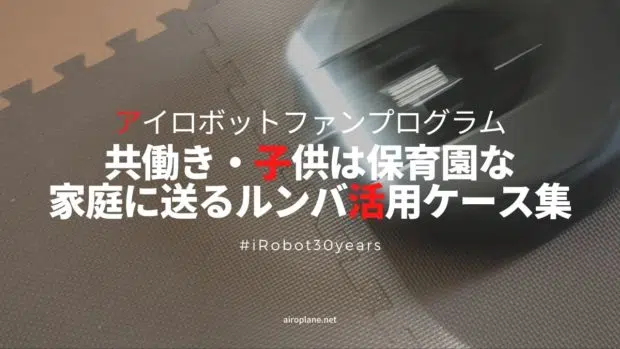 アイロボットファンプログラム
共働き・子供は保育園な
家庭に送るルンバ活用ケース集
#iRobot30years
airoplane.net